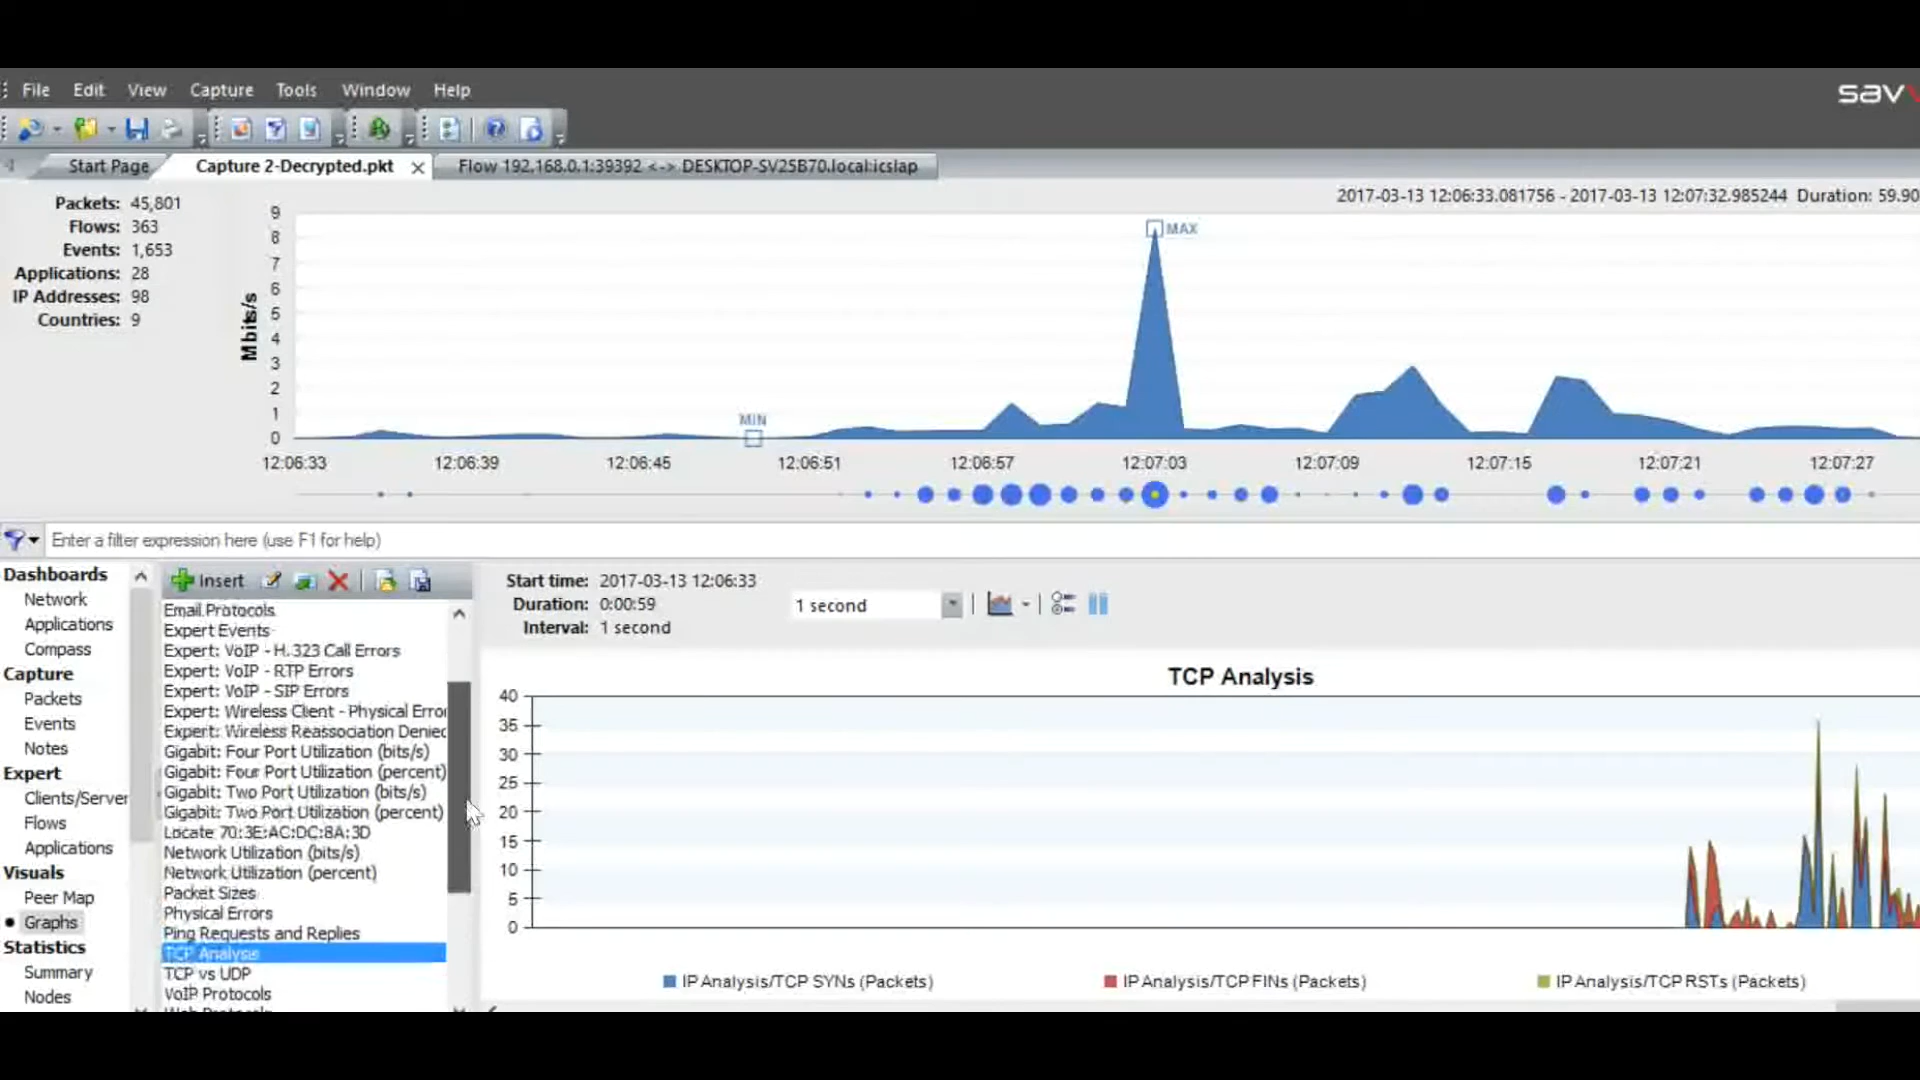 File Edit View Capture Tools Window Help
sav
Start Page Capture 2-Decrypted.pkt Flow 192.168.0.1:39392 <-> DESKTOP-SV25B70.local:icslap
Packets: 45,801
Flows: 363
Events: 1,653
Applications: 28
IP Addresses: 98
Countries: 9
2017-03-13 12:06:33.081756 - 2017-03-13 12:07:32.985244 Duration: 59.90
Mbits/s
9
8
7
6
5
4
3
2
1
0
MAX
MIN
12:06:33 12:06:39 12:06:45 12:06:51 12:06:57 12:07:03 12:07:09 12:07:15 12:07:21 12:07:27
Enter a filter expression here (use F1 for help)
Dashboards
Network
Applications
Compass
Capture
Packets
Events
Notes
Expert
Clients/Server
Flows
Applications
Visuals
Peer Map
Graphs
Statistics
Summary
Nodes
Insert
Email Protocols
Expert Events
Expert: VoIP - H.323 Call Errors
Expert: VoIP - RTP Errors
Expert: VoIP - SIP Errors
Expert: Wireless Client - Physical Error
Expert: Wireless Reassociation Denied
Gigabit: Four Port Utilization (bits/s)
Gigabit: Four Port Utilization (percent)
Gigabit: Two Port Utilization (bits/s)
Gigabit: Two Port Utilization (percent)
Locate 70:3E:AC:DC:8A:3D
Network Utilization (bits/s)
Network Utilization (percent)
Packet Sizes
Physical Errors
Ping Requests and Replies
TCP Analysis
TCP vs UDP
VoIP Protocols
Web Protocols
Start time: 2017-03-13 12:06:33
Duration: 0:00:59
Interval: 1 second
1 second
TCP Analysis
40
35
30
25
20
15
10
5
0
IP Analysis/TCP SYNs (Packets) IP Analysis/TCP FINs (Packets) IP Analysis/TCP RSTs (Packets)